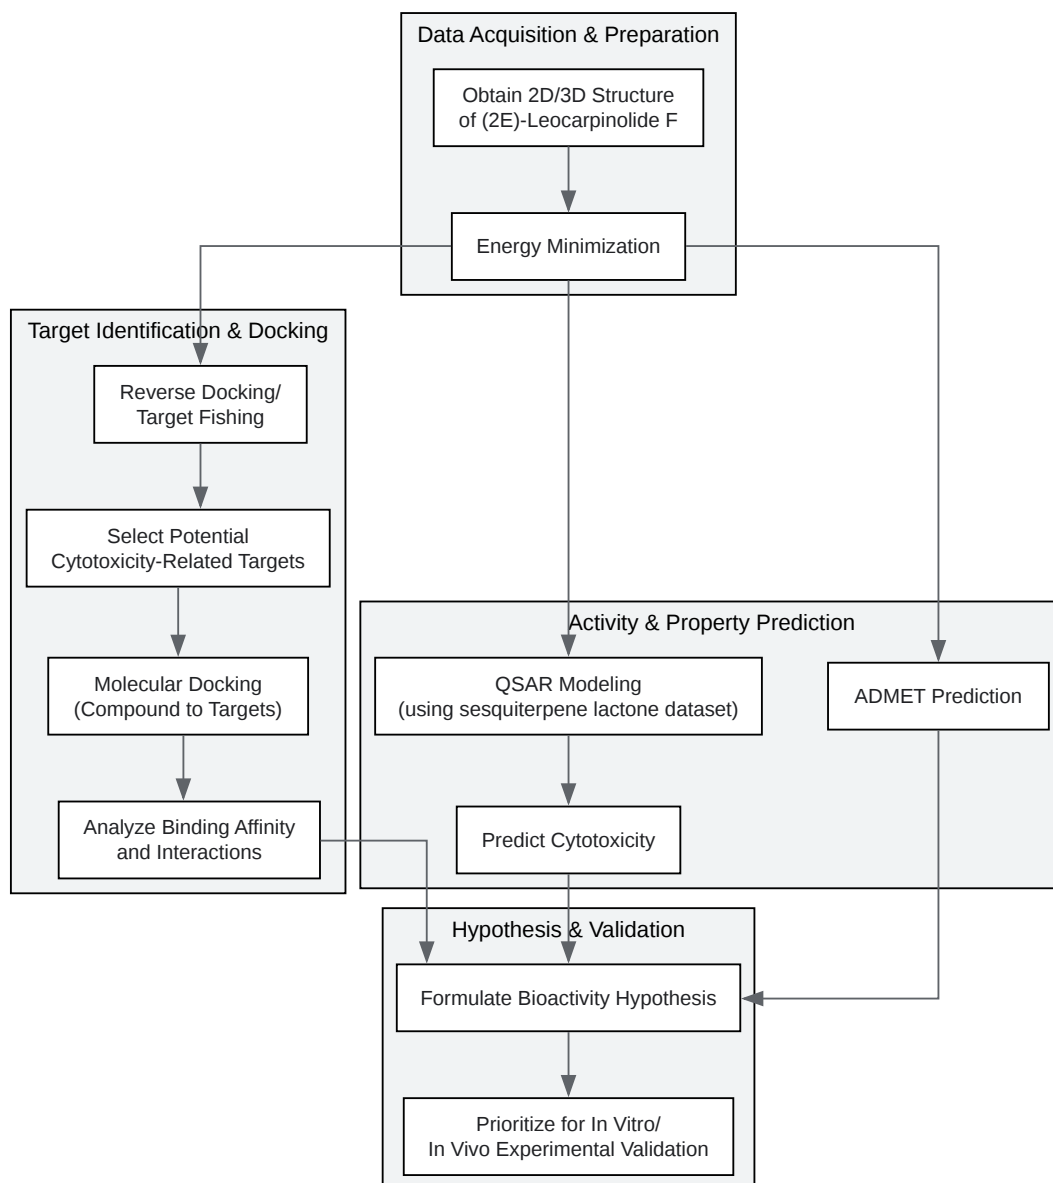 Data Acquisition & Preparation
Obtain 2D/3D Structure
of (2E)-Leocarpinolide F
Energy Minimization
Target Identification & Docking
Reverse Docking/
Target Fishing
Select Potential
Cytotoxicity-Related Targets
Molecular Docking
(Compound to Targets)
Analyze Binding Affinity
and Interactions
Activity & Property Prediction
QSAR Modeling
(using sesquiterpene lactone dataset)
ADMET Prediction
Predict Cytotoxicity
Hypothesis & Validation
Formulate Bioactivity Hypothesis
Prioritize for In Vitro/
In Vivo Experimental Validation